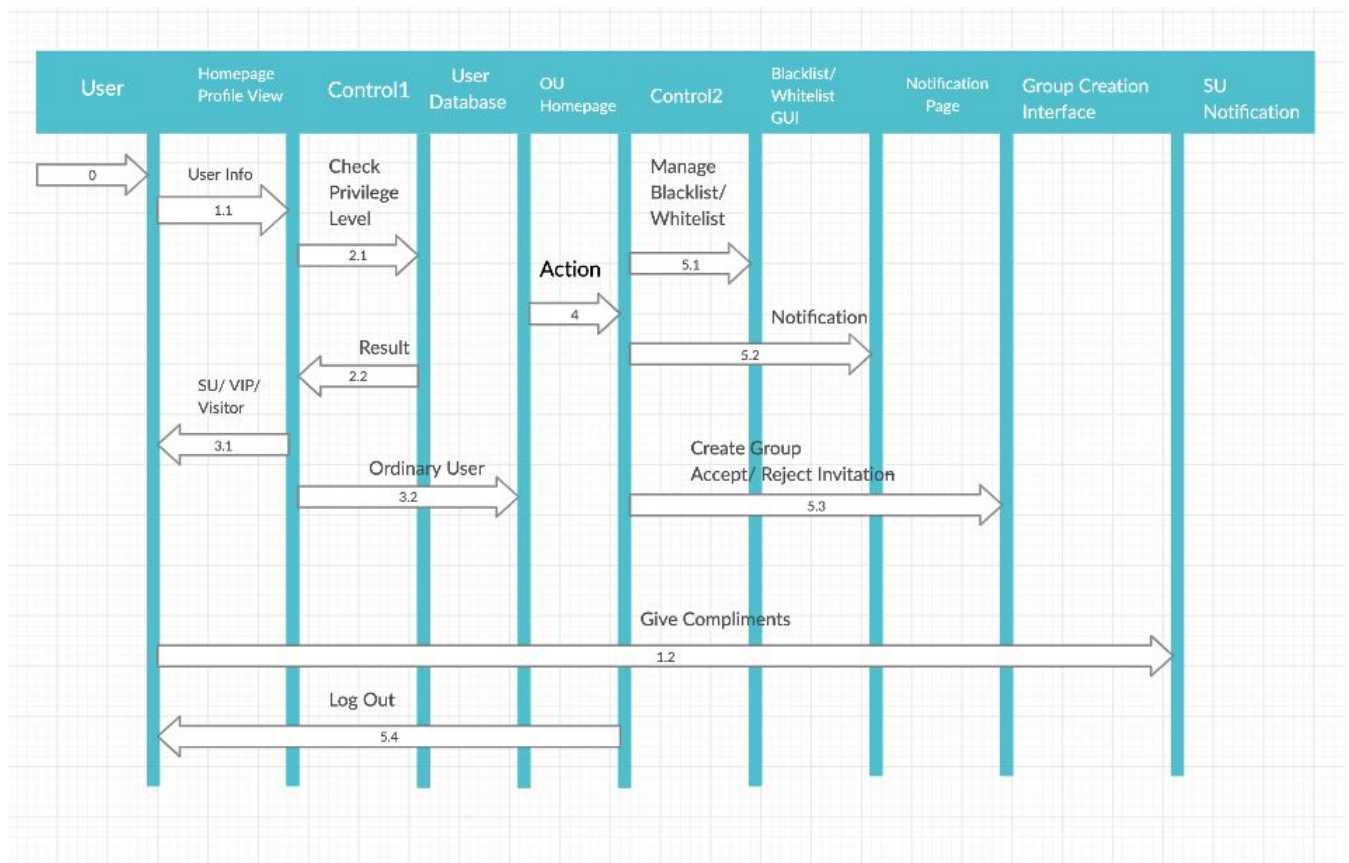 User
Homepage
Profile View
Control1
User
Database
OU
Homepage
Control2
Blacklist/
Whitelist
GUI
Notification
Page
Group Creation
Interface
SU
Notification
0
User Info
1.1
Check
Privilege
Level
2.1
Manage
Blacklist/
Whitelist
5.1
Action
4
Notification
5.2
Result
2.2
SU/ VIP/
Visitor
3.1
Ordinary User
3.2
Create Group
Accept/ Reject Invitation
5.3
Give Compliments
1.2
Log Out
5.4